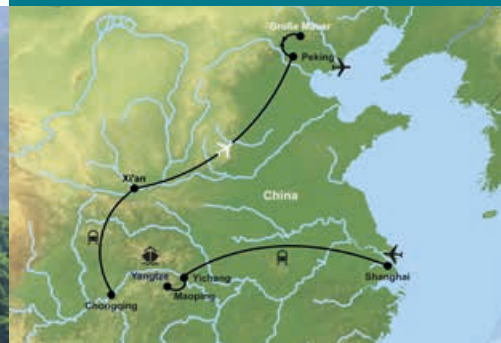 Große Mauer
Peking
Xi'an
China
Yangtze
Yichang
Maoping
Shanghai
Chongqing